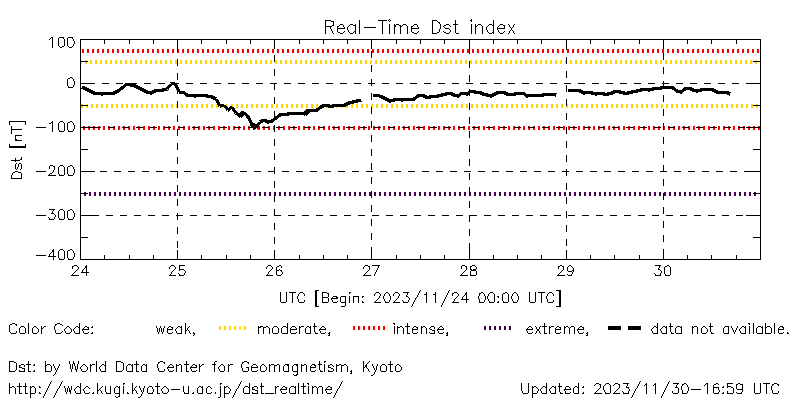 Real-Time Dst index
100
0
-100
-200
-300
-400
Dst [nT]
24 25 26 27 28 29 30
UTC [Begin: 2023/11/24 00:00 UTC]
Color Code: weak, moderate, intense, extreme, data not available.
Dst: by World Data Center for Geomagnetism, Kyoto
http://wdc.kugi.kyoto-u.ac.jp/dst_realtime/ Updated: 2023/11/30-16:59 UTC